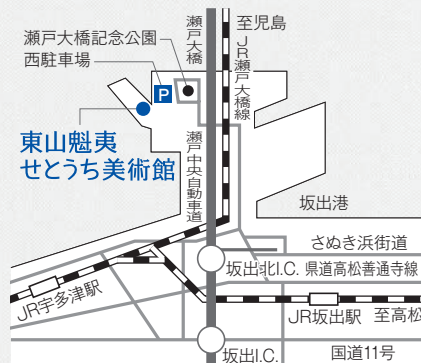 瀬戸大橋記念公園
西駐車場
P
瀬戸大橋
至児島
JR瀬戸大橋線
東山魁夷
せとうち美術館
瀬戸中央自動車道
坂出港
さぬき浜街道
坂出北I.C.
県道高松善通寺線
JR宇多津駅
JR坂出駅
至高松
坂出I.C.
国道11号